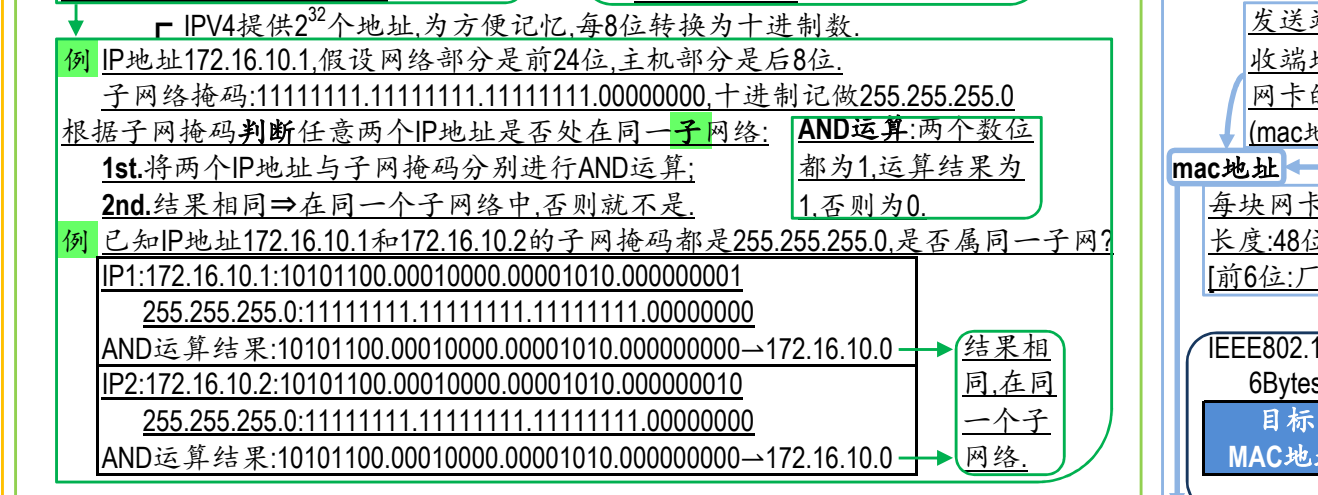 ┏ IPV4提供2^32个地址,为方便记忆,每8位转换为十进制数.
例 IP地址172.16.10.1,假设网络部分是前24位,主机部分是后8位.
子网络掩码:11111111.11111111.11111111.00000000,十进制记做255.255.255.0
根据子网掩码判断任意两个IP地址是否处在同一子网络:
1st.将两个IP地址与子网掩码分别进行AND运算;
2nd.结果相同⇒在同一个子网络中,否则就不是.
AND运算:两个数位
都为1,运算结果为
1,否则为0.
例 已知IP地址172.16.10.1和172.16.10.2的子网掩码都是255.255.255.0,是否属同一子网?
IP1:172.16.10.1:10101100.00010000.00001010.000000001
255.255.255.0:11111111.11111111.11111111.00000000
AND运算结果:10101100.00010000.00001010.000000000→172.16.10.0
IP2:172.16.10.2:10101100.00010000.00001010.000000010
255.255.255.0:11111111.11111111.11111111.00000000
AND运算结果:10101100.00010000.00001010.000000000→172.16.10.0
结果相
同,在同
一个子
网络.
发送
收端
网卡
(mac
mac地址
每块网卡
长度:48位
[前6位:厂
IEEE802.1
6Bytes
目标
MAC地